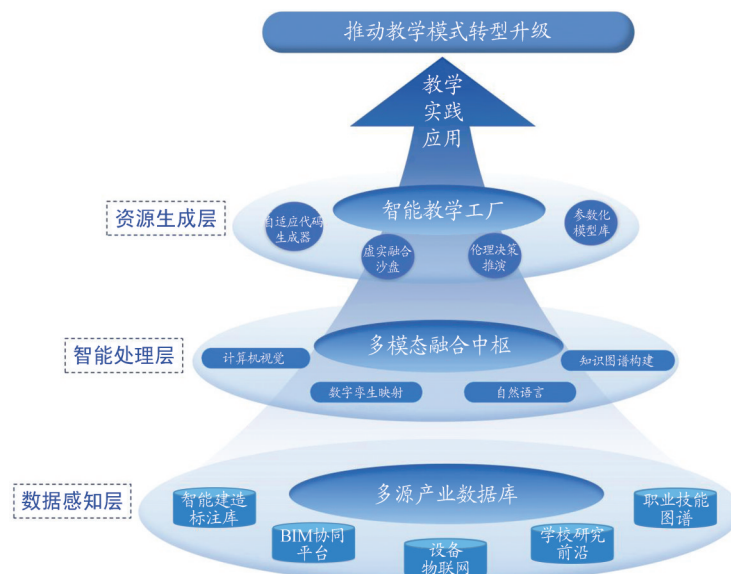 推动教学模式转型升级
教学
实践
应用
资源生成层
智能教学工厂
自适应代码
生成器
参数化
模型库
虚实融合
沙盘
伦理决策
推演
智能处理层
多模态融合中枢
计算机视觉
知识图谱构建
数字孪生映射
自然语言
数据感知层
多源产业数据库
智能建造
标注库
职业技能
图谱
BIM协同
平台
学校研究
前沿
设备
物联网